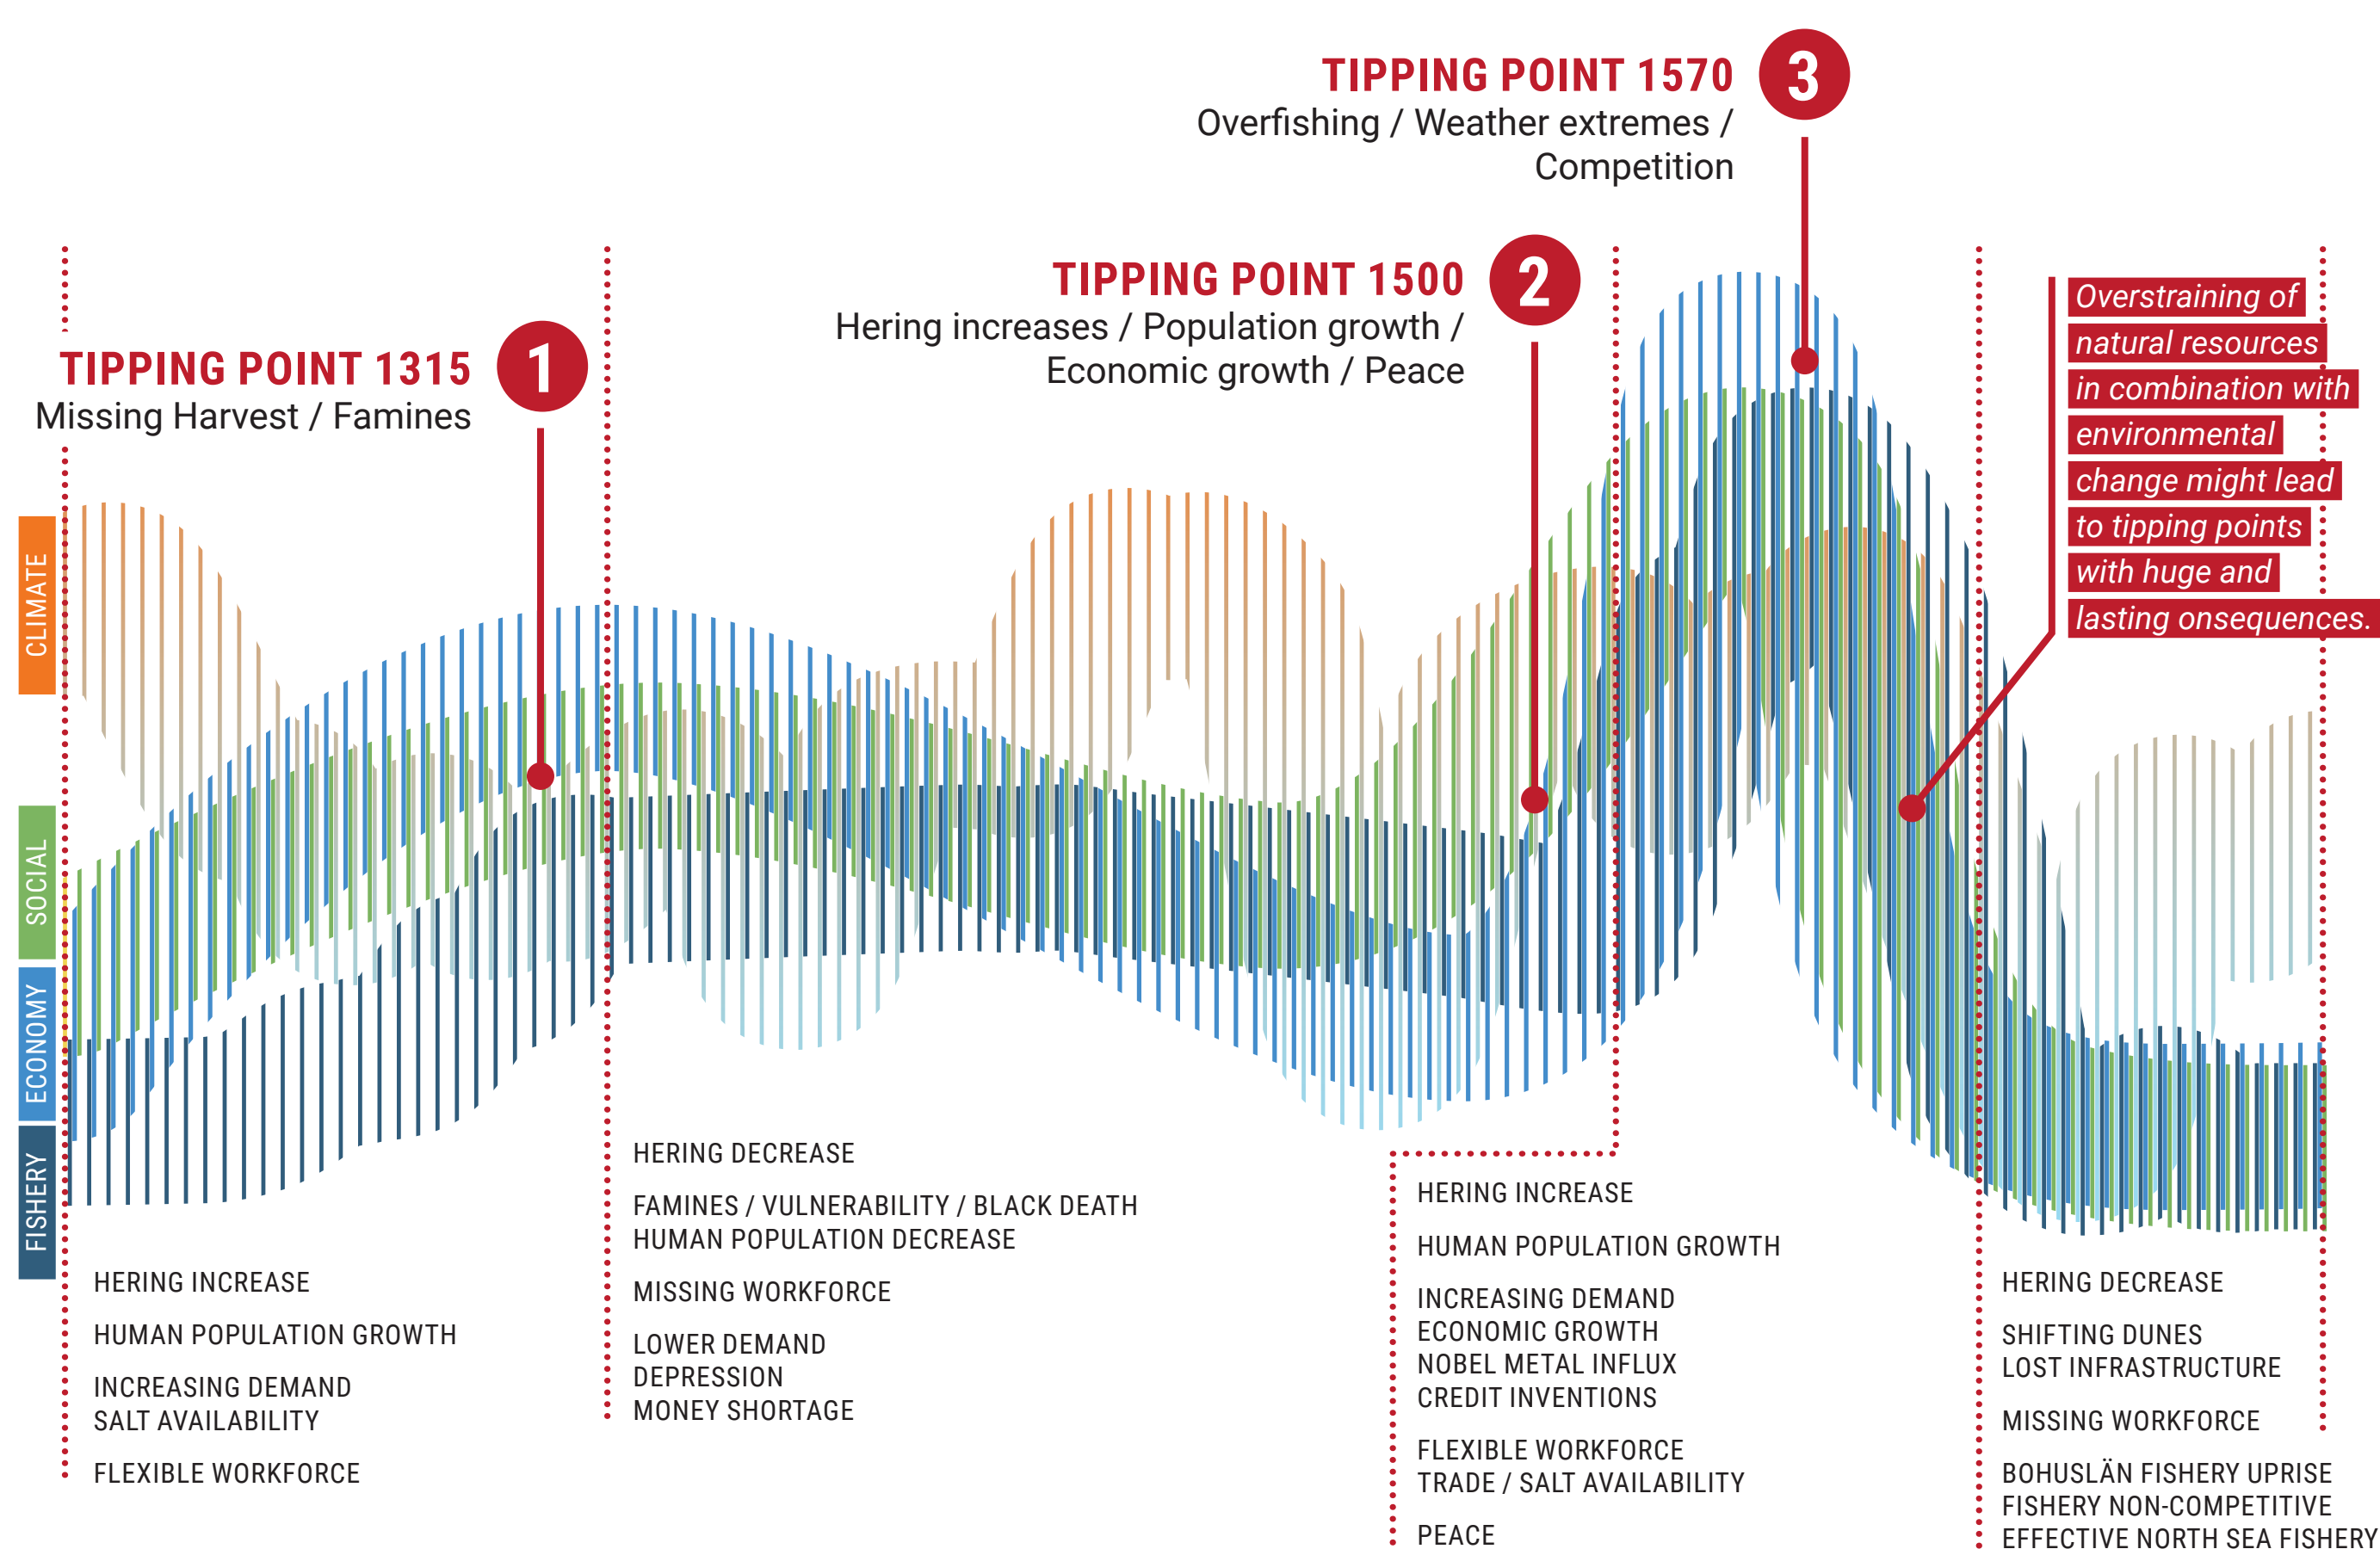 TIPPING POINT 1570
3
Overfishing / Weather extremes /
Competition
TIPPING POINT 1500
2
Hering increases / Population growth /
Economic growth / Peace
TIPPING POINT 1315
1
Missing Harvest / Famines
Overstraining of
natural resources
in combination with
environmental
change might lead
to tipping points
with huge and
lasting onsequences.
CLIMATE
SOCIAL
ECONOMY
FISHERY
HERING INCREASE
HUMAN POPULATION GROWTH
INCREASING DEMAND
SALT AVAILABILITY
FLEXIBLE WORKFORCE
HERING DECREASE
FAMINES / VULNERABILITY / BLACK DEATH
HUMAN POPULATION DECREASE
MISSING WORKFORCE
LOWER DEMAND
DEPRESSION
MONEY SHORTAGE
HERING INCREASE
HUMAN POPULATION GROWTH
INCREASING DEMAND
ECONOMIC GROWTH
NOBEL METAL INFLUX
CREDIT INVENTIONS
FLEXIBLE WORKFORCE
TRADE / SALT AVAILABILITY
PEACE
HERING DECREASE
SHIFTING DUNES
LOST INFRASTRUCTURE
MISSING WORKFORCE
BOHUSLÄN FISHERY UPRISE
FISHERY NON-COMPETITIVE
EFFECTIVE NORTH SEA FISHERY